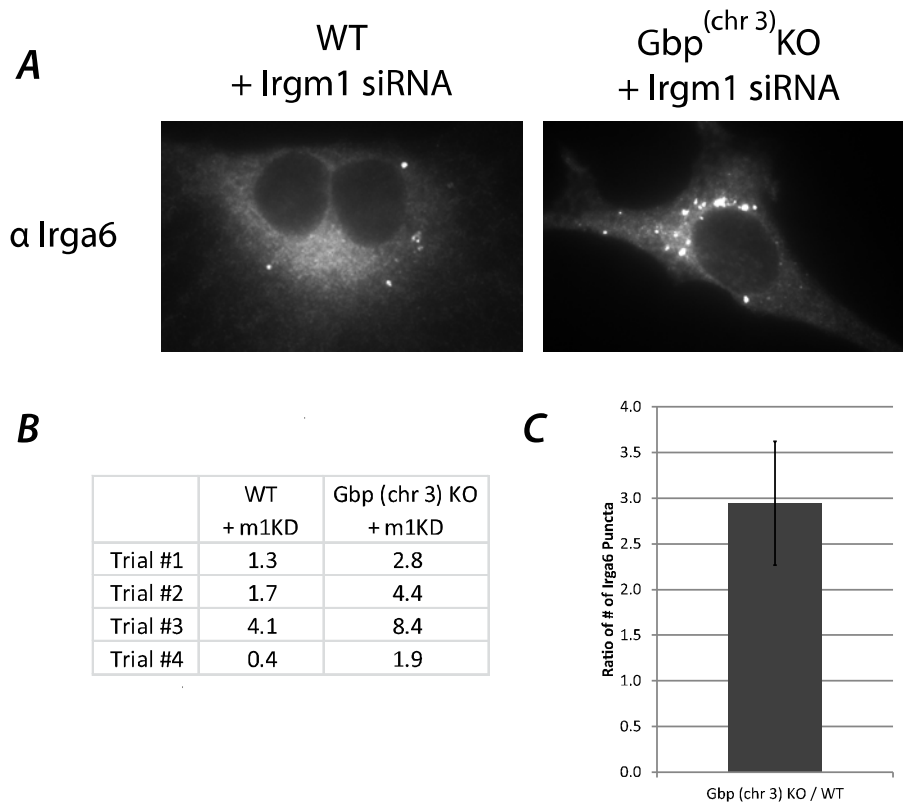 A
WT
+ Irgm1 siRNA
Gbp(chr 3)KO
+ Irgm1 siRNA
α Irga6
B
WT
+ m1KD
Gbp (chr 3) KO
+ m1KD
Trial #1 1.3 2.8
Trial #2 1.7 4.4
Trial #3 4.1 8.4
Trial #4 0.4 1.9
C
Ratio of # of Irga6 Puncta
4.0
3.5
3.0
2.5
2.0
1.5
1.0
0.5
0.0
Gbp (chr 3) KO / WT